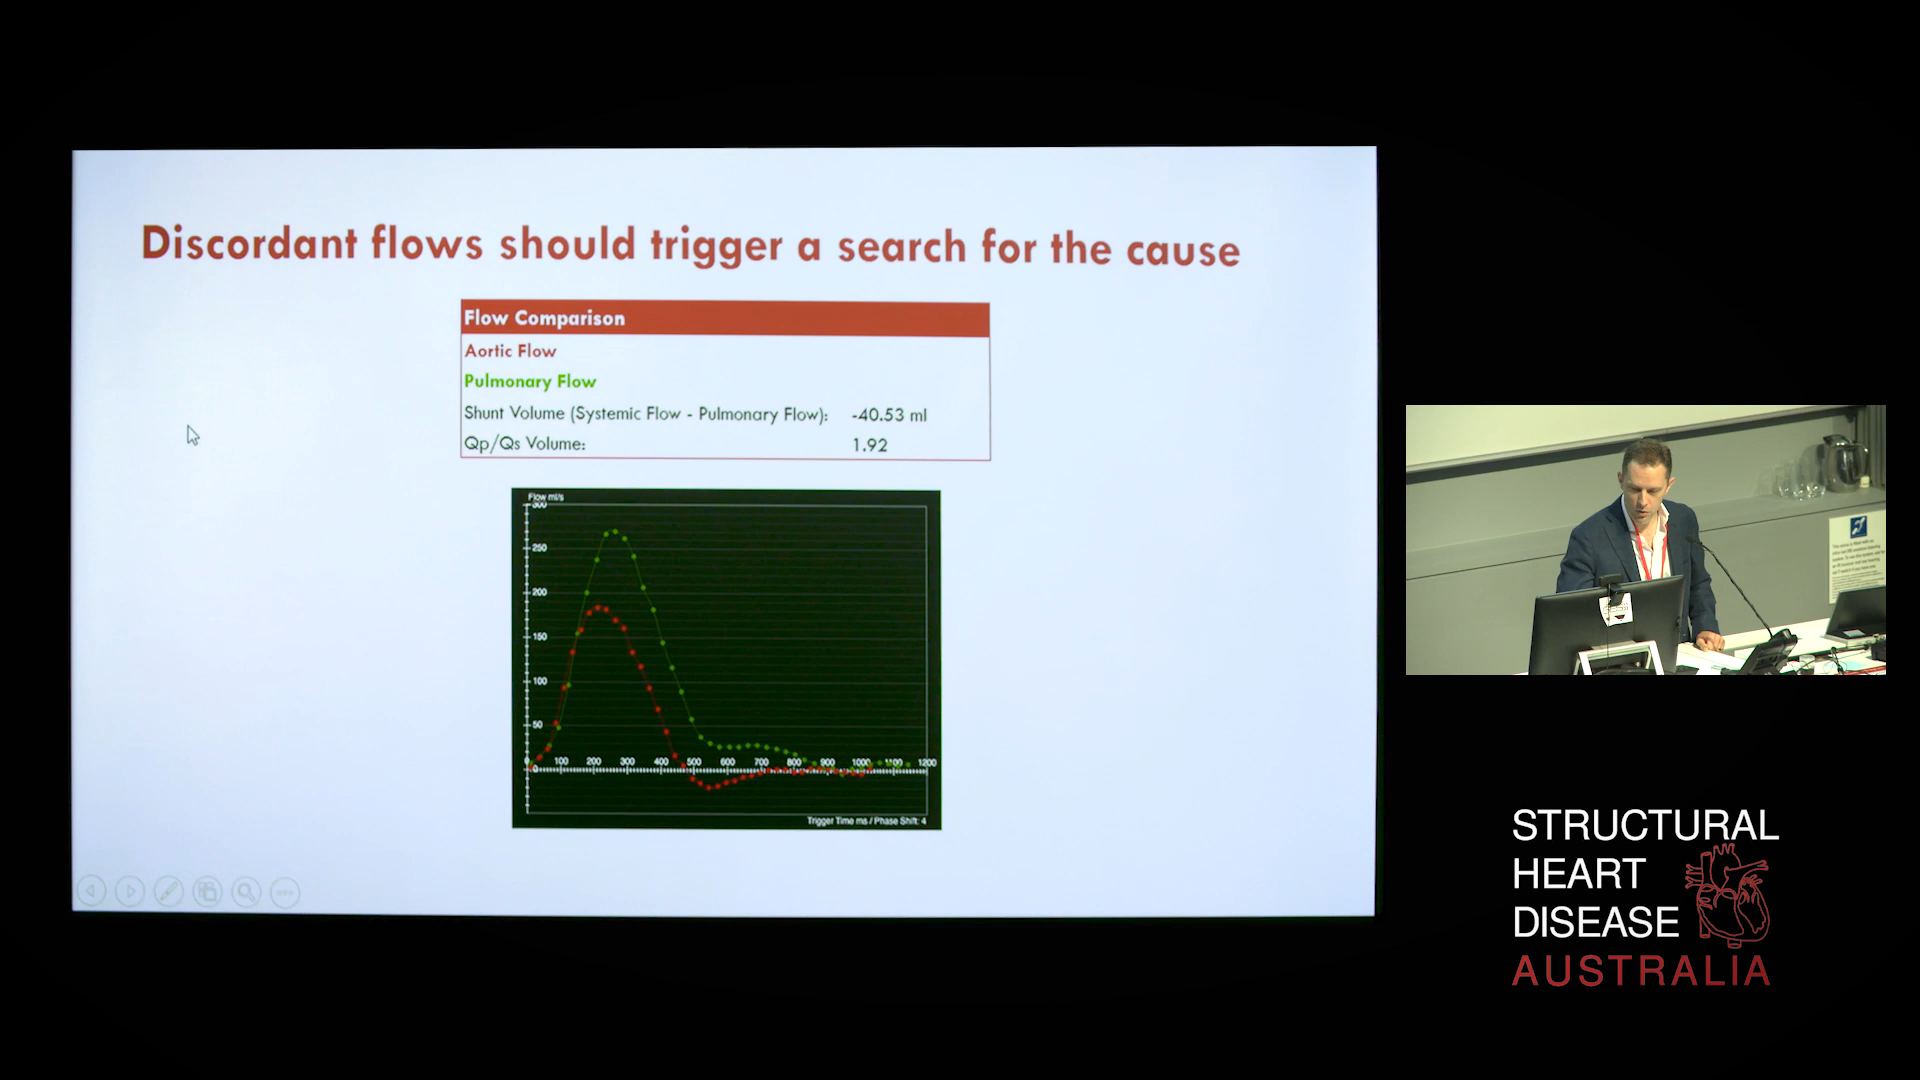 Discordant flows should trigger a search for the cause
Flow Comparison
Aortic Flow
Pulmonary Flow
Shunt Volume (Systemic Flow - Pulmonary Flow): -40.53 ml
Qp/Qs Volume: 1.92
Flow ml/s
300
250
200
150
100
50
0 100 200 300 400 500 600 700 800 900 1000 1100 1200
0
Trigger Time ms / Phase Shift: 4
STRUCTURAL
HEART
DISEASE
AUSTRALIA